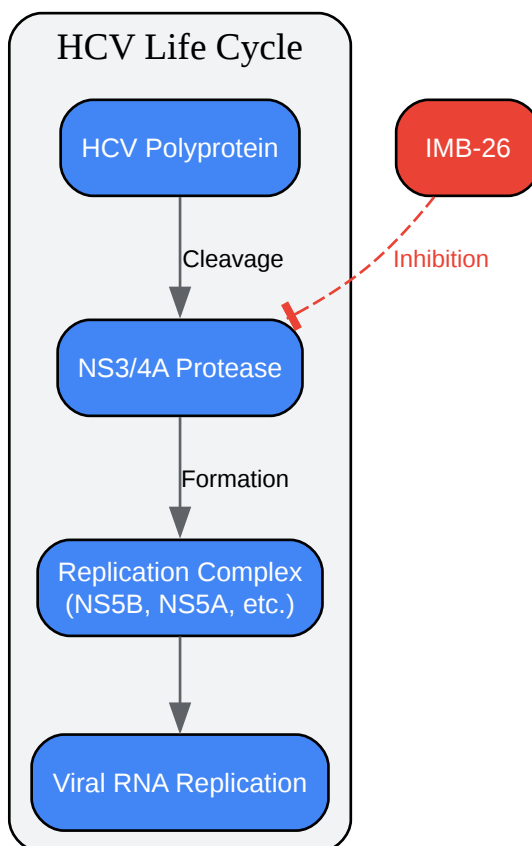 HCV Life Cycle
HCV Polyprotein
IMB-26
Cleavage
Inhibition
NS3/4A Protease
Formation
Replication Complex
(NS5B, NS5A, etc.)
Viral RNA Replication